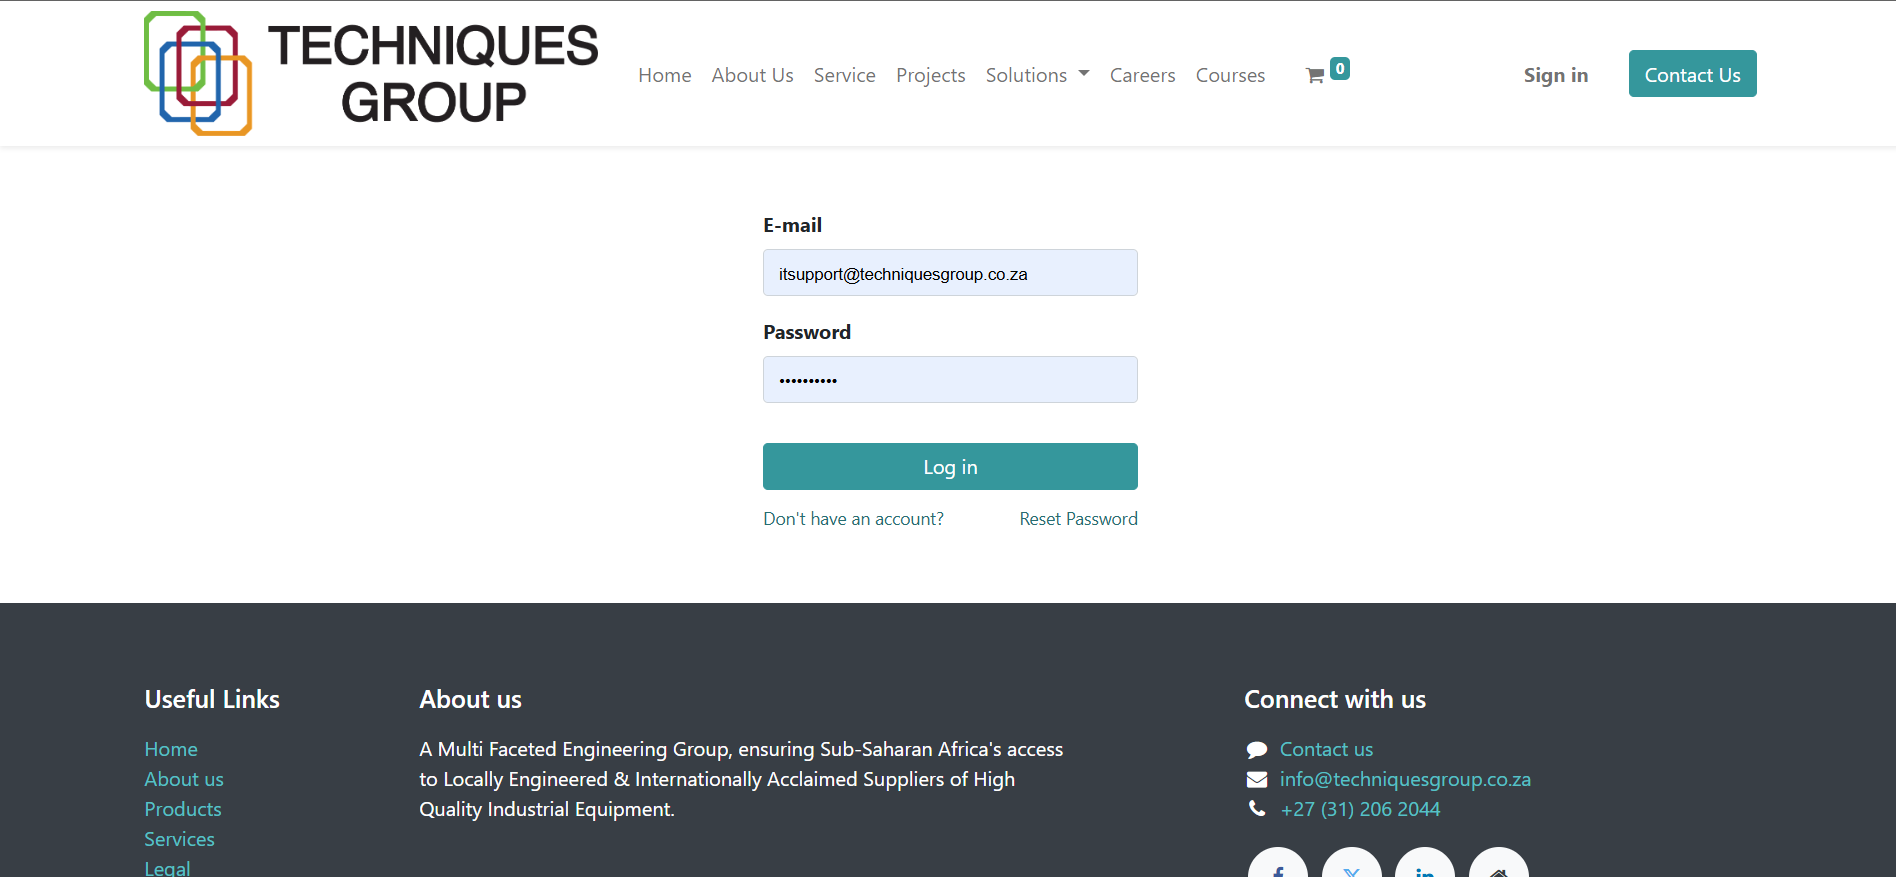 TECHNIQUES
GROUP
Home About Us Service Projects Solutions Careers Courses 0 Sign in Contact Us
E-mail
itsupport@techniquesgroup.co.za
Password
••••••••••
Log in
Don't have an account? Reset Password
Useful Links
Home
About us
Products
Services
Legal
About us
A Multi Faceted Engineering Group, ensuring Sub-Saharan Africa's access
to Locally Engineered & Internationally Acclaimed Suppliers of High
Quality Industrial Equipment.
Connect with us
Contact us
info@techniquesgroup.co.za
+27 (31) 206 2044